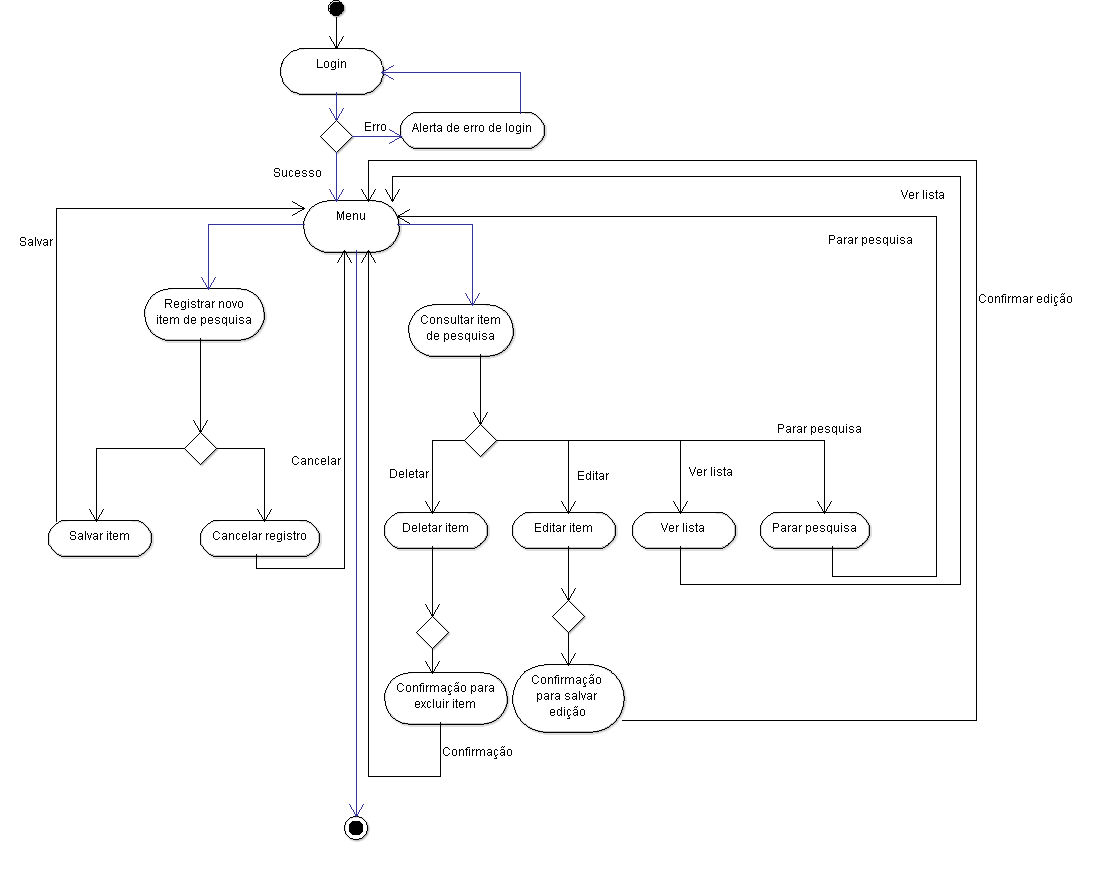 Login
Erro
Alerta de erro de login
Sucesso
Ver lista
Menu
Salvar
Parar pesquisa
Confirmar edição
Registrar novo
item de pesquisa
Consultar item
de pesquisa
Parar pesquisa
Cancelar
Deletar
Editar
Ver lista
Salvar item
Cancelar registro
Deletar item
Editar item
Ver lista
Parar pesquisa
Confirmação para
excluir item
Confirmação
para salvar
edição
Confirmação